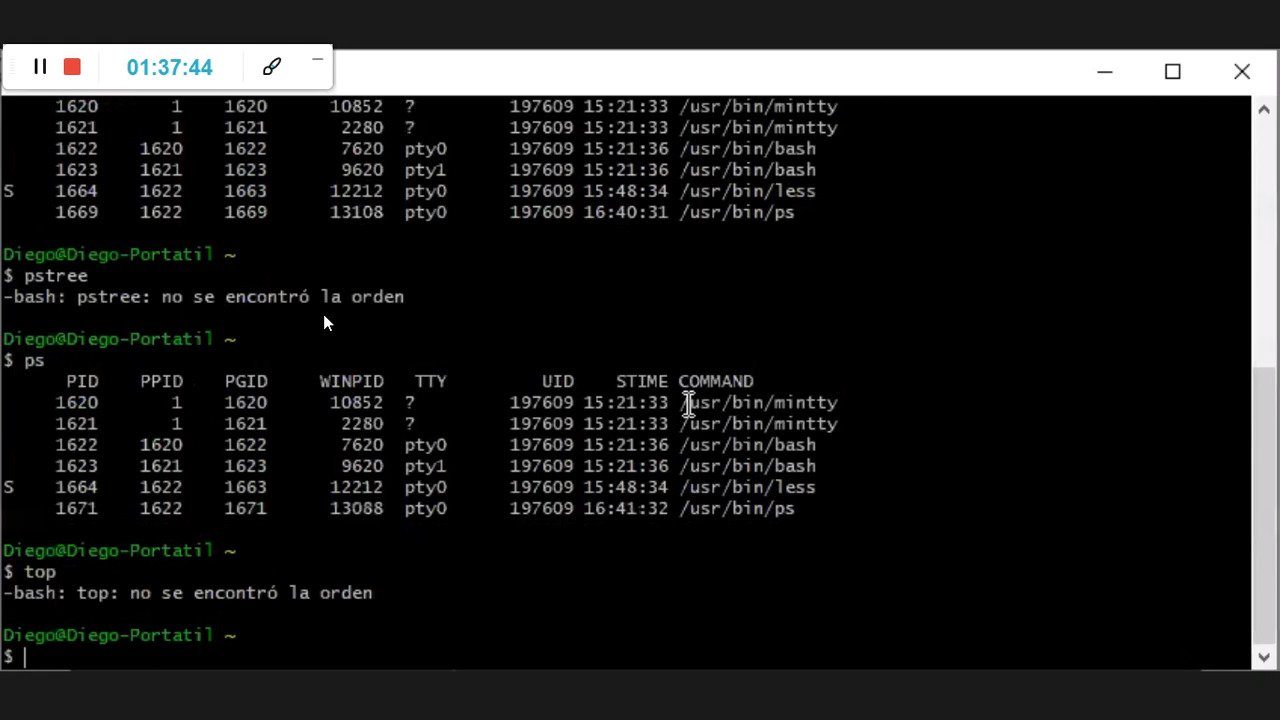 01:37:44
1620 1 1620 10852 ? 197609 15:21:33 /usr/bin/mintty
1621 1 1621 2280 ? 197609 15:21:33 /usr/bin/mintty
1622 1620 1622 7620 pty0 197609 15:21:36 /usr/bin/bash
1623 1621 1623 9620 pty1 197609 15:21:36 /usr/bin/bash
S 1664 1622 1663 12212 pty0 197609 15:48:34 /usr/bin/less
1669 1622 1669 13108 pty0 197609 16:40:31 /usr/bin/ps
Diego@Diego-Portatil ~
$ pstree
-bash: pstree: no se encontró la orden
Diego@Diego-Portatil ~
$ ps
PID PPID PGID WINPID TTY UID STIME COMMAND
1620 1 1620 10852 ? 197609 15:21:33 /usr/bin/mintty
1621 1 1621 2280 ? 197609 15:21:33 /usr/bin/mintty
1622 1620 1622 7620 pty0 197609 15:21:36 /usr/bin/bash
1623 1621 1623 9620 pty1 197609 15:21:36 /usr/bin/bash
S 1664 1622 1663 12212 pty0 197609 15:48:34 /usr/bin/less
1671 1622 1671 13088 pty0 197609 16:41:32 /usr/bin/ps
Diego@Diego-Portatil ~
$ top
-bash: top: no se encontró la orden
Diego@Diego-Portatil ~
$